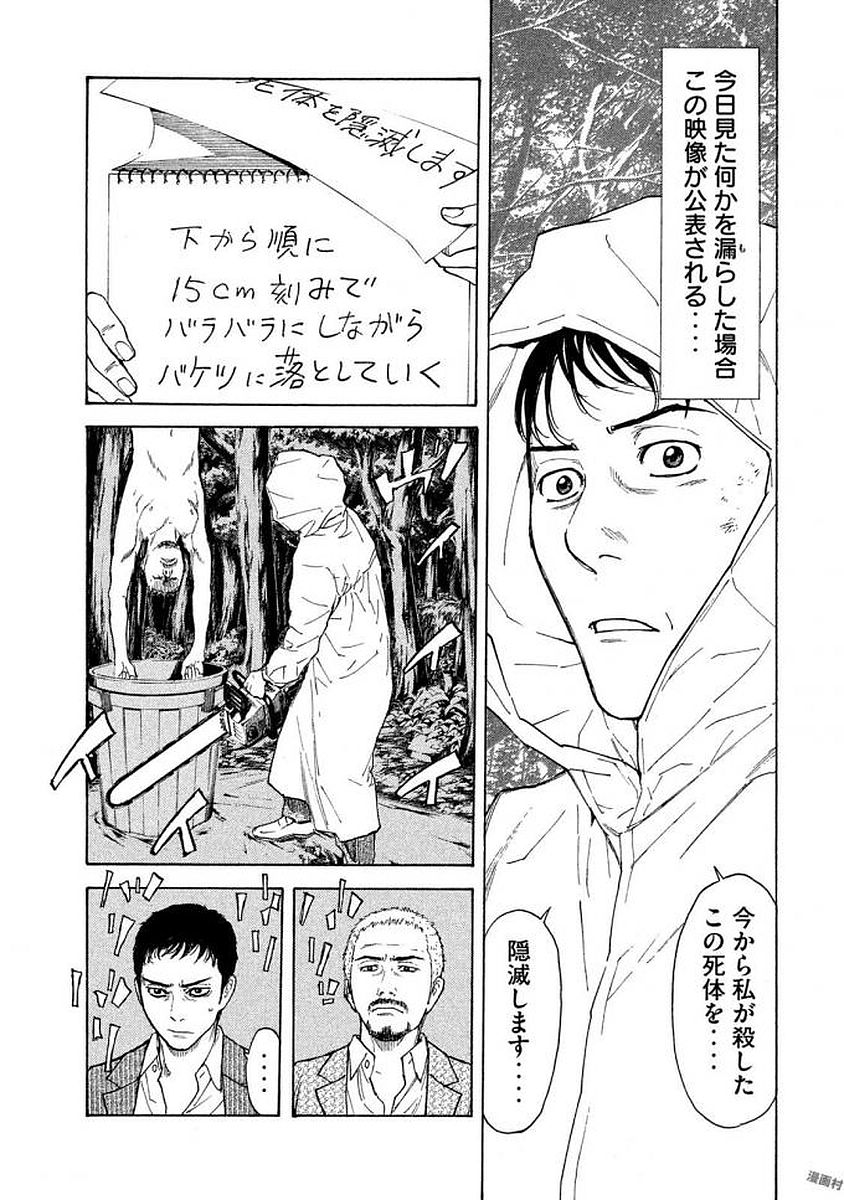 今日見た何かを漏らした場合
この映像が公表される‥‥
も
今から私が殺した
この死体を‥‥
隠滅します‥‥
死体を隠滅します
下から順に
15cm刻みで
バラバラにしながら
バケツに落としていく
‥‥
漫画村